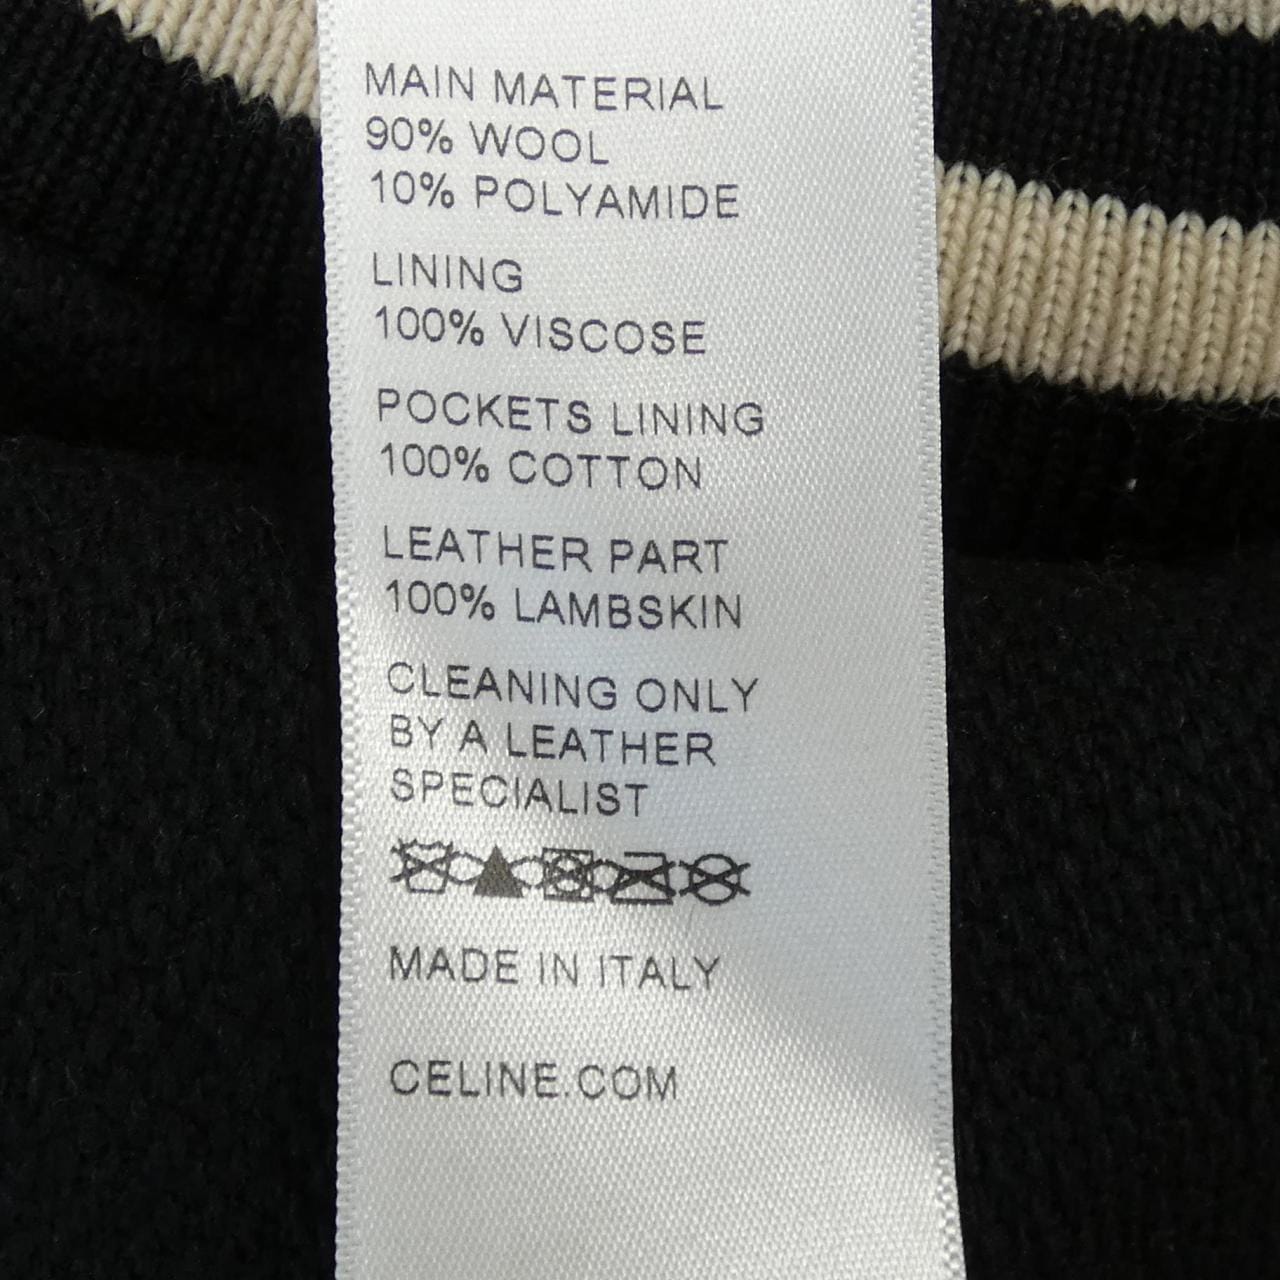 MAIN MATERIAL
90% WOOL
10% POLYAMIDE
LINING
100% VISCOSE
POCKETS LINING
100% COTTON
LEATHER PART
100% LAMBSKIN
CLEANING ONLY
BY A LEATHER
SPECIALIST
MADE IN ITALY
CELINE.COM